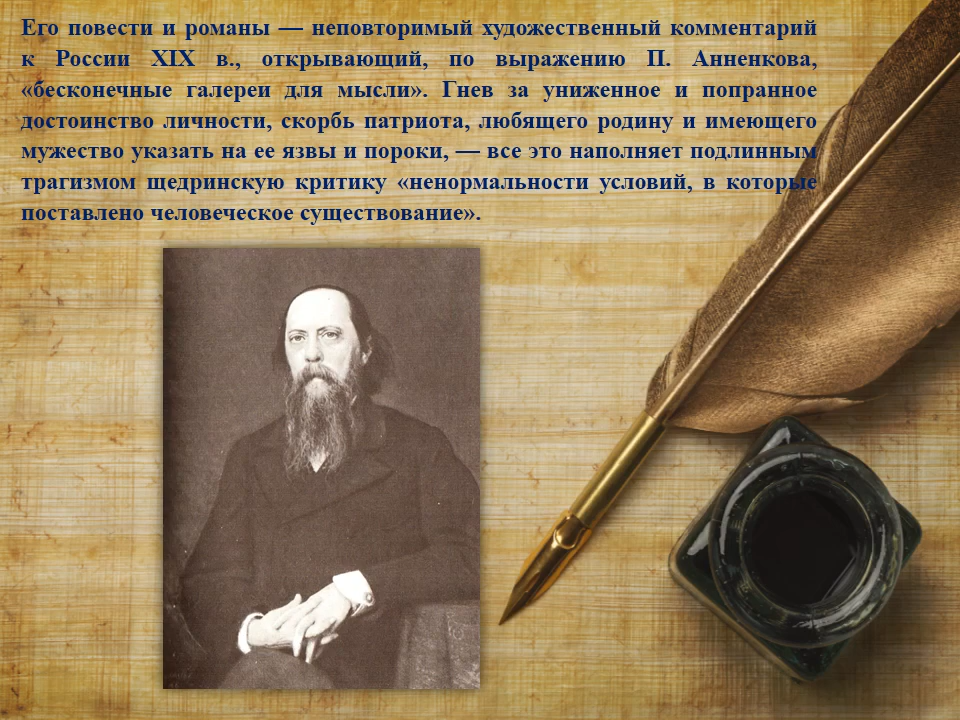 Его повести и романы — неповторимый художественный комментарий
к России XIX в., открывающий, по выражению П. Анненкова,
«бесконечные галереи для мысли». Гнев за униженное и попранное
достоинство личности, скорбь патриота, любящего родину и имеющего
мужество указать на ее язвы и пороки, — все это наполняет подлинным
трагизмом щедринскую критику «ненормальности условий, в которые
поставлено человеческое существование».